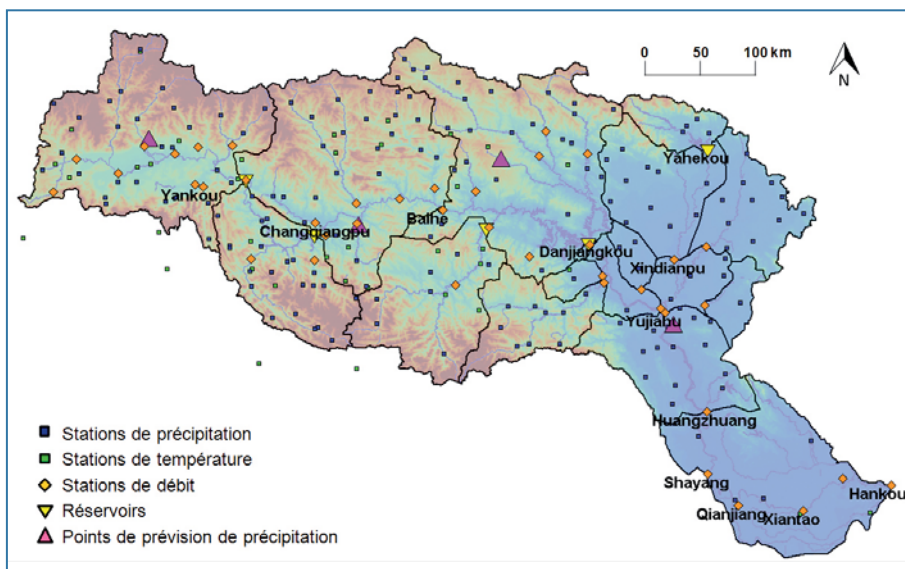 0 50 100 km
N
Yahekou
Yankou
Baihe
Changqiangpu
Danjiangkou
Xindianpu
Yujiahu
Huangzhuang
Shayang
Hankou
Qianjiang
Xiantao
Stations de précipitation
Stations de température
Stations de débit
Réservoirs
Points de prévision de précipitation